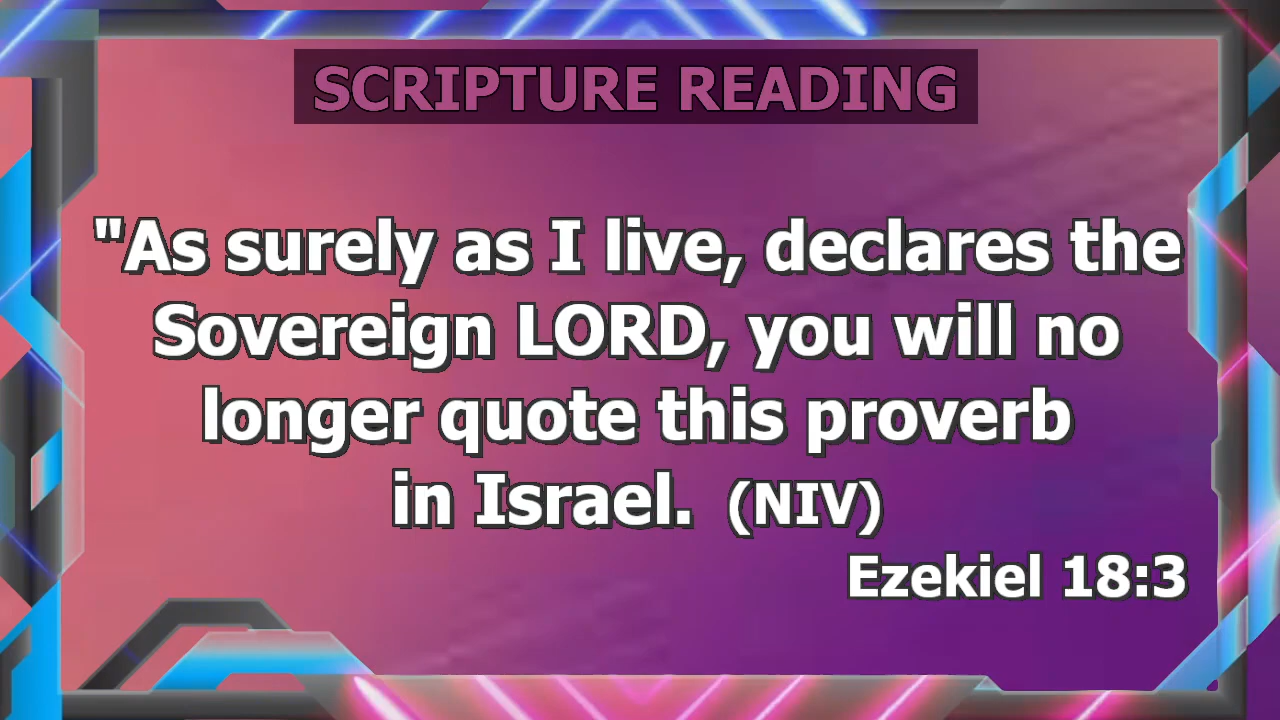 SCRIPTURE READING
"As surely as I live, declares the
Sovereign LORD, you will no
longer quote this proverb
in Israel. (NIV)
Ezekiel 18:3